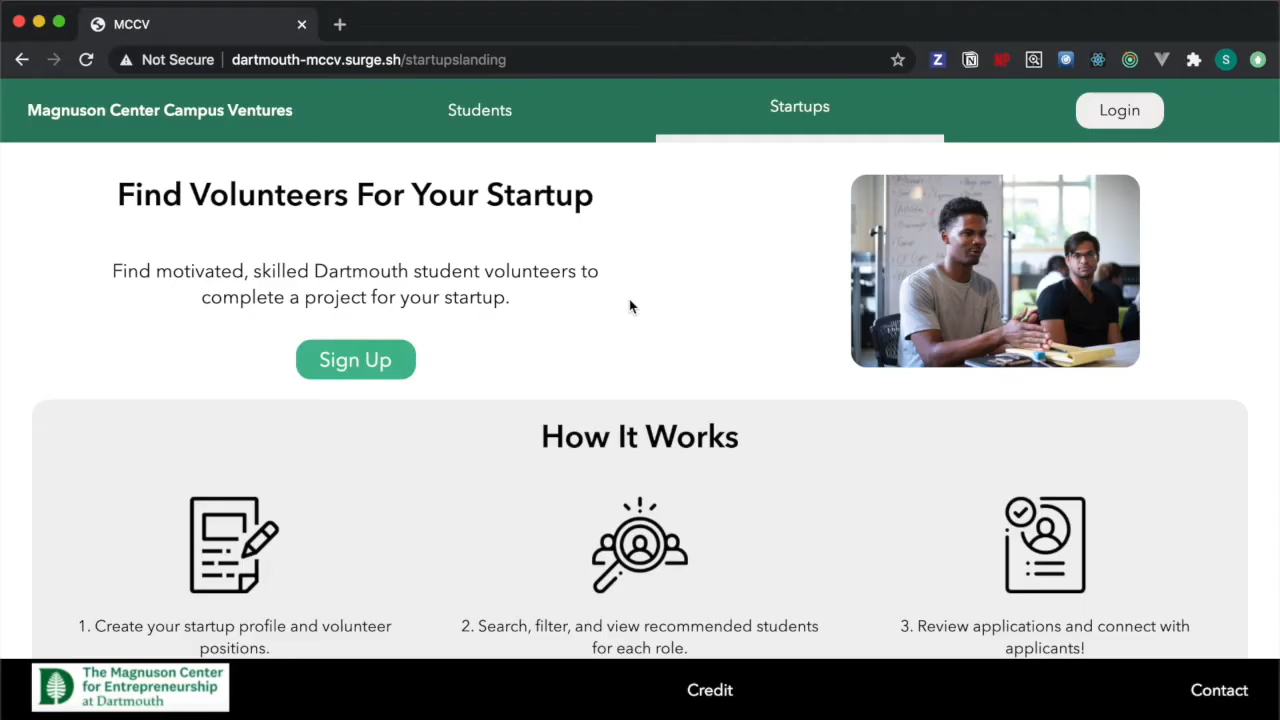 MCCV
Not Secure
dartmouth-mccv.surge.sh/startupslanding
Z
N
NP
S
Magnuson Center Campus Ventures
Students
Startups
Login
Find Volunteers For Your Startup
Find motivated, skilled Dartmouth student volunteers to
complete a project for your startup.
Sign Up
How It Works
1. Create your startup profile and volunteer
positions.
2. Search, filter, and view recommended students
for each role.
3. Review applications and connect with
applicants!
The Magnuson Center
for Entrepreneurship
at Dartmouth
Credit
Contact